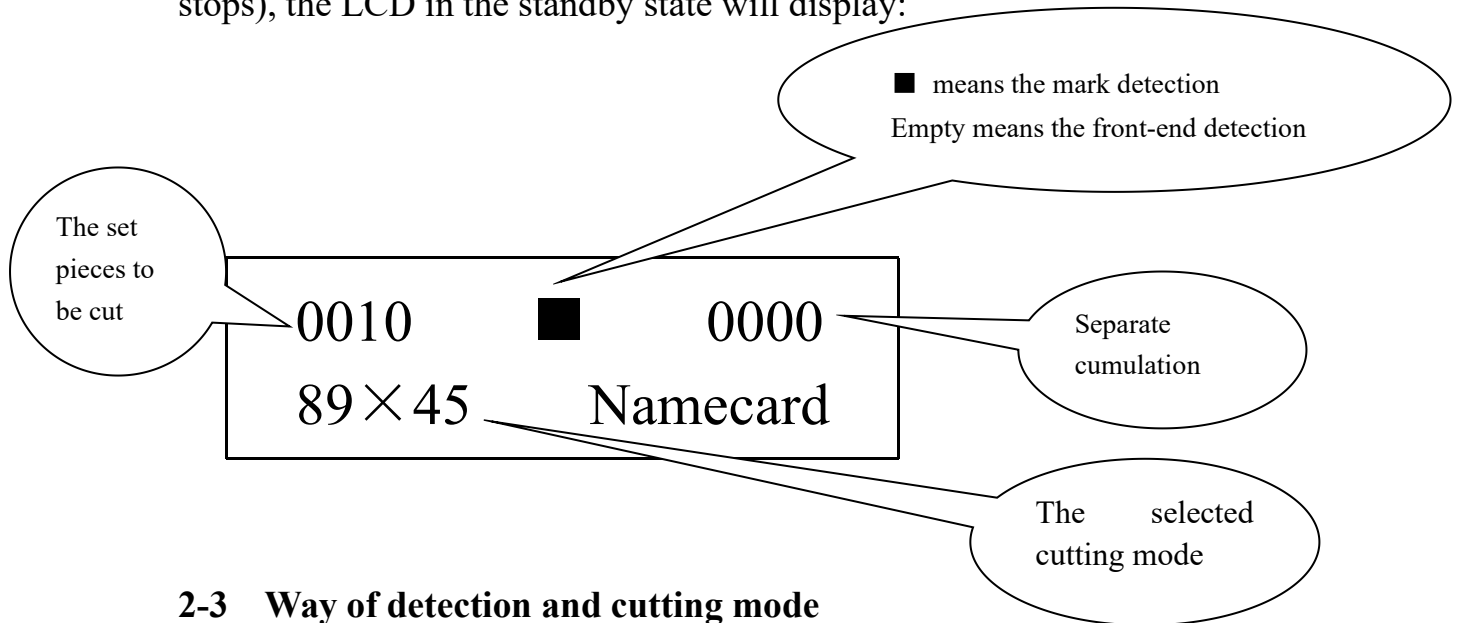 stops), the LCD in the standby state will display:
■ means the mark detection
Empty means the front-end detection
The set
pieces to
be cut
0010 ■ 0000
Separate
cumulation
89×45 Namecard
The selected
cutting mode
2-3 Way of detection and cutting mode